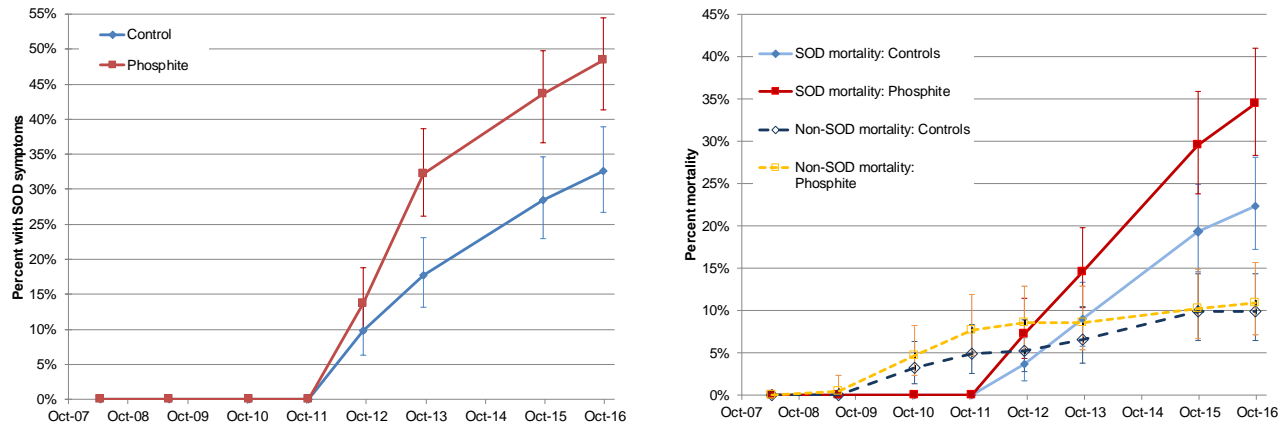 55%
50%
45%
40%
35%
30%
25%
20%
15%
10%
5%
0%
Percent with SOD symptoms
Control
Phosphite
Oct-07 Oct-08 Oct-09 Oct-10 Oct-11 Oct-12 Oct-13 Oct-14 Oct-15 Oct-16
45%
40%
35%
30%
25%
20%
15%
10%
5%
0%
Percent mortality
SOD mortality: Controls
SOD mortality: Phosphite
Non-SOD mortality: Controls
Non-SOD mortality:
Phosphite
Oct-07 Oct-08 Oct-09 Oct-10 Oct-11 Oct-12 Oct-13 Oct-14 Oct-15 Oct-16